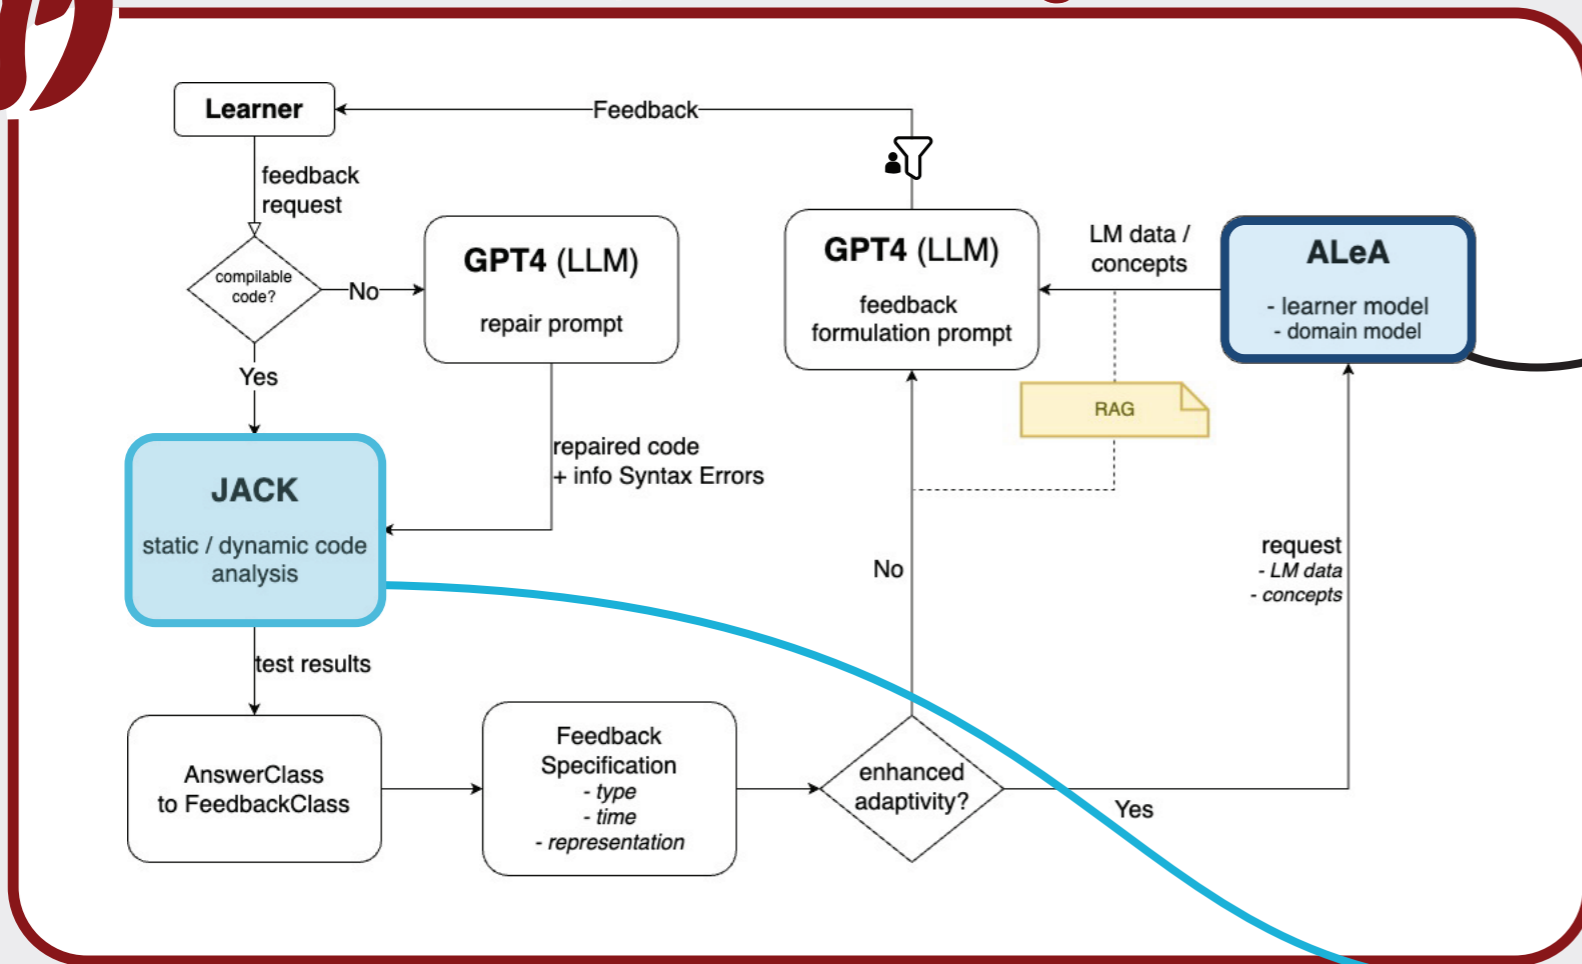 Learner
Feedback
feedback
request
compilable
code?
No
GPT4 (LLM)
repair prompt
GPT4 (LLM)
feedback
formulation prompt
LM data /
concepts
ALeA
- learner model
- domain model
Yes
RAG
repaired code
+ info Syntax Errors
JACK
static / dynamic code
analysis
No
request
- LM data
- concepts
test results
AnswerClass
to FeedbackClass
Feedback
Specification
- type
- time
- representation
enhanced
adaptivity?
Yes